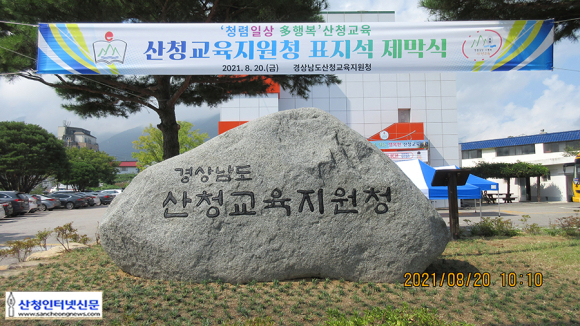 '청렴일상 多행복' 산청교육
산청교육지원청 표지석 제막식
2021. 8. 20.(금) 경상남도산청교육지원청
경상남도
산청교육지원청
2021/08/20 10:10
산청인터넷신문
www.sancheongnews.com